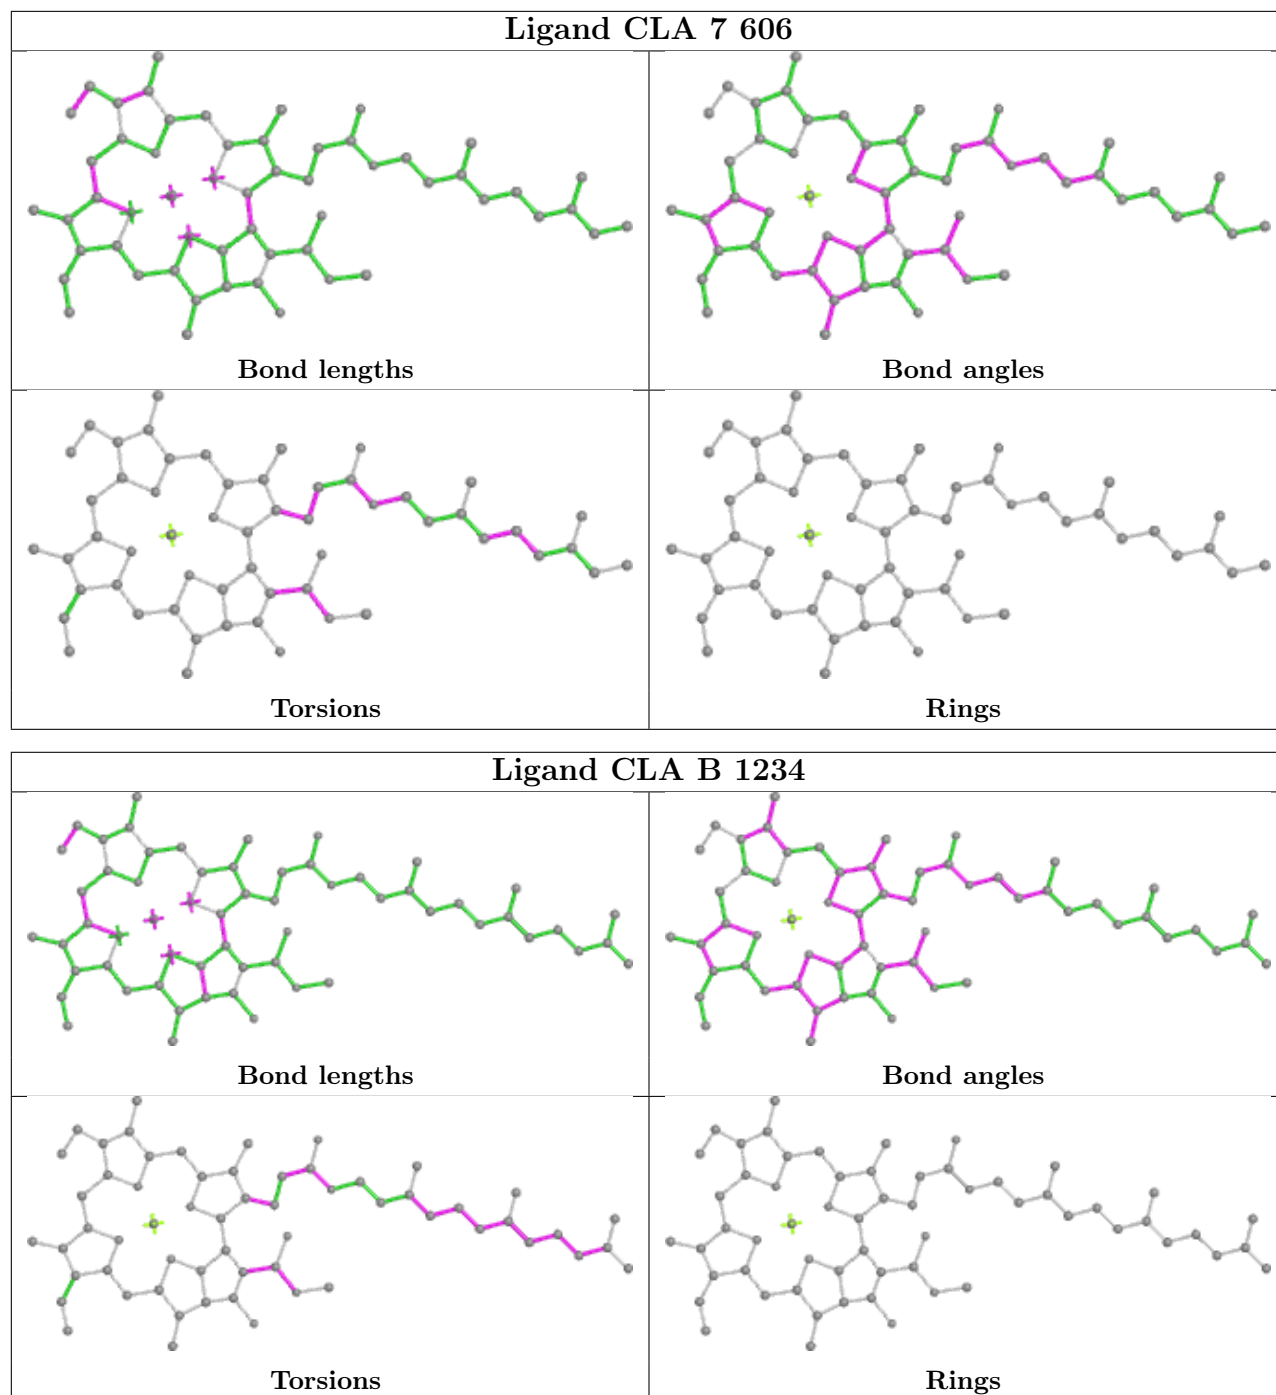 Ligand CLA 7 606
Bond lengths
Bond angles
Torsions
Rings
Ligand CLA B 1234
Bond lengths
Bond angles
Torsions
Rings